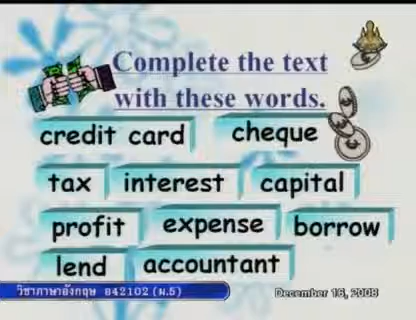 Complete the text
with these words.
credit card cheque
tax interest capital
profit expense borrow
lend accountant
วิชาภาษาอังกฤษ อ42102 (ม.5) December 16, 2008